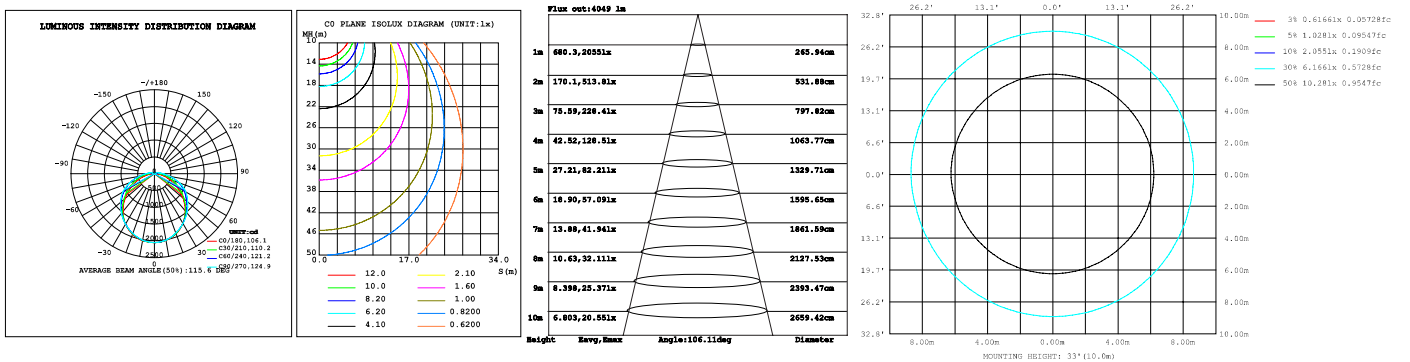 LUMINOUS INTENSITY DISTRIBUTION DIAGRAM
-/+180
-150
150
-120
120
-90
90
-60
60
-30
30
0
500
1000
1500
2000
2500
UNIT:cd
C0/180,106.1
C30/210,110.2
C60/240,121.2
C90/270,124.9
AVERAGE BEAM ANGLE(50%):115.6 DEG
C0 PLANE ISOLUX DIAGRAM (UNIT:lx)
MH(m)
10
14
18
22
26
30
34
38
42
46
50
0.0
17.0
34.0
S(m)
12.0
2.10
10.0
1.60
8.20
1.00
6.20
0.8200
4.10
0.6200
Flux out:4049 lm
1m 680.3,2055lx 265.94cm
2m 170.1,513.8lx 531.88cm
3m 75.59,228.4lx 797.82cm
4m 42.52,128.5lx 1063.77cm
5m 27.21,82.21lx 1329.71cm
6m 18.90,57.09lx 1595.65cm
7m 13.88,41.94lx 1861.59cm
8m 10.63,32.11lx 2127.53cm
9m 8.398,25.37lx 2393.47cm
10m 6.803,20.55lx 2659.42cm
Height Eavg,Emax Angle:106.11deg Diameter
26.2' 13.1' 0.0' 13.1' 26.2'
32.8' 10.00m
26.2' 8.00m
19.7' 6.00m
13.1' 4.00m
6.6' 2.00m
0.0' 0.00m
6.6' 2.00m
13.1' 4.00m
19.7' 6.00m
26.2' 8.00m
32.8' 10.00m
8.00m 4.00m 0.00m 4.00m 8.00m
MOUNTING HEIGHT: 33'(10.0m)
3% 0.6166lx 0.05728fc
5% 1.028lx 0.09547fc
10% 2.055lx 0.1909fc
30% 6.166lx 0.5728fc
50% 10.28lx 0.9547fc